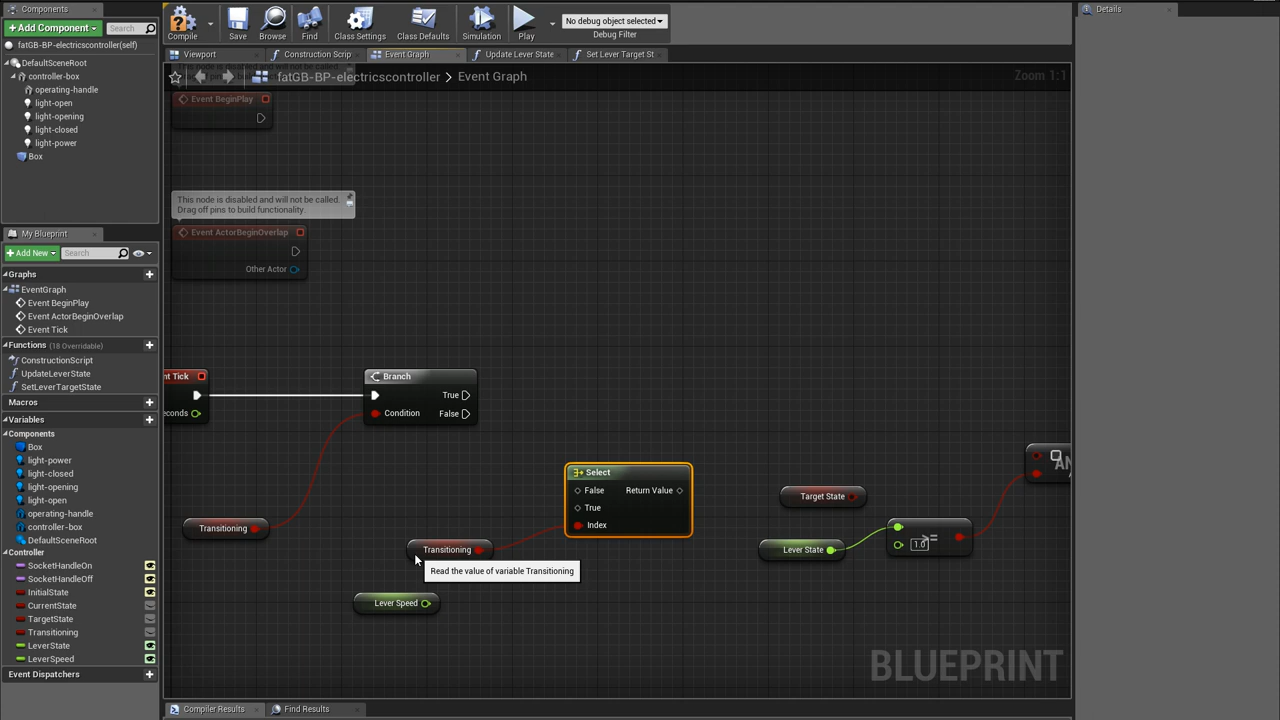 Components
+ Add Component
Search
fatGB-BP-electricscontroller(self)
DefaultSceneRoot
controller-box
operating-handle
light-open
light-opening
light-closed
light-power
Box
My Blueprint
+ Add New
Search
Graphs
EventGraph
Event BeginPlay
Event ActorBeginOverlap
Event Tick
Functions (18 Overridable)
ConstructionScript
UpdateLeverState
SetLeverTargetState
Macros
Variables
Components
Box
light-power
light-closed
light-opening
light-open
operating-handle
controller-box
DefaultSceneRoot
Controller
SocketHandleOn
SocketHandleOff
InitialState
CurrentState
TargetState
Transitioning
LeverState
LeverSpeed
Event Dispatchers
Compile
Save
Browse
Find
Class Settings
Class Defaults
Simulation
Play
No debug object selected
Debug Filter
Viewport
Construction Scrip
Event Graph
Update Lever State
Set Lever Target St
fatGB-BP-electricscontroller > Event Graph
Zoom 1:1
Event BeginPlay
This node is disabled and will not be called.
Drag off pins to build functionality.
Event ActorBeginOverlap
Other Actor
nt Tick
econds
Branch
True
Condition
False
Transitioning
Select
False
Return Value
True
Index
Transitioning
Read the value of variable Transitioning
Lever Speed
Target State
Lever State
1.0
>=
AN
BLUEPRINT
Compiler Results
Find Results
Details